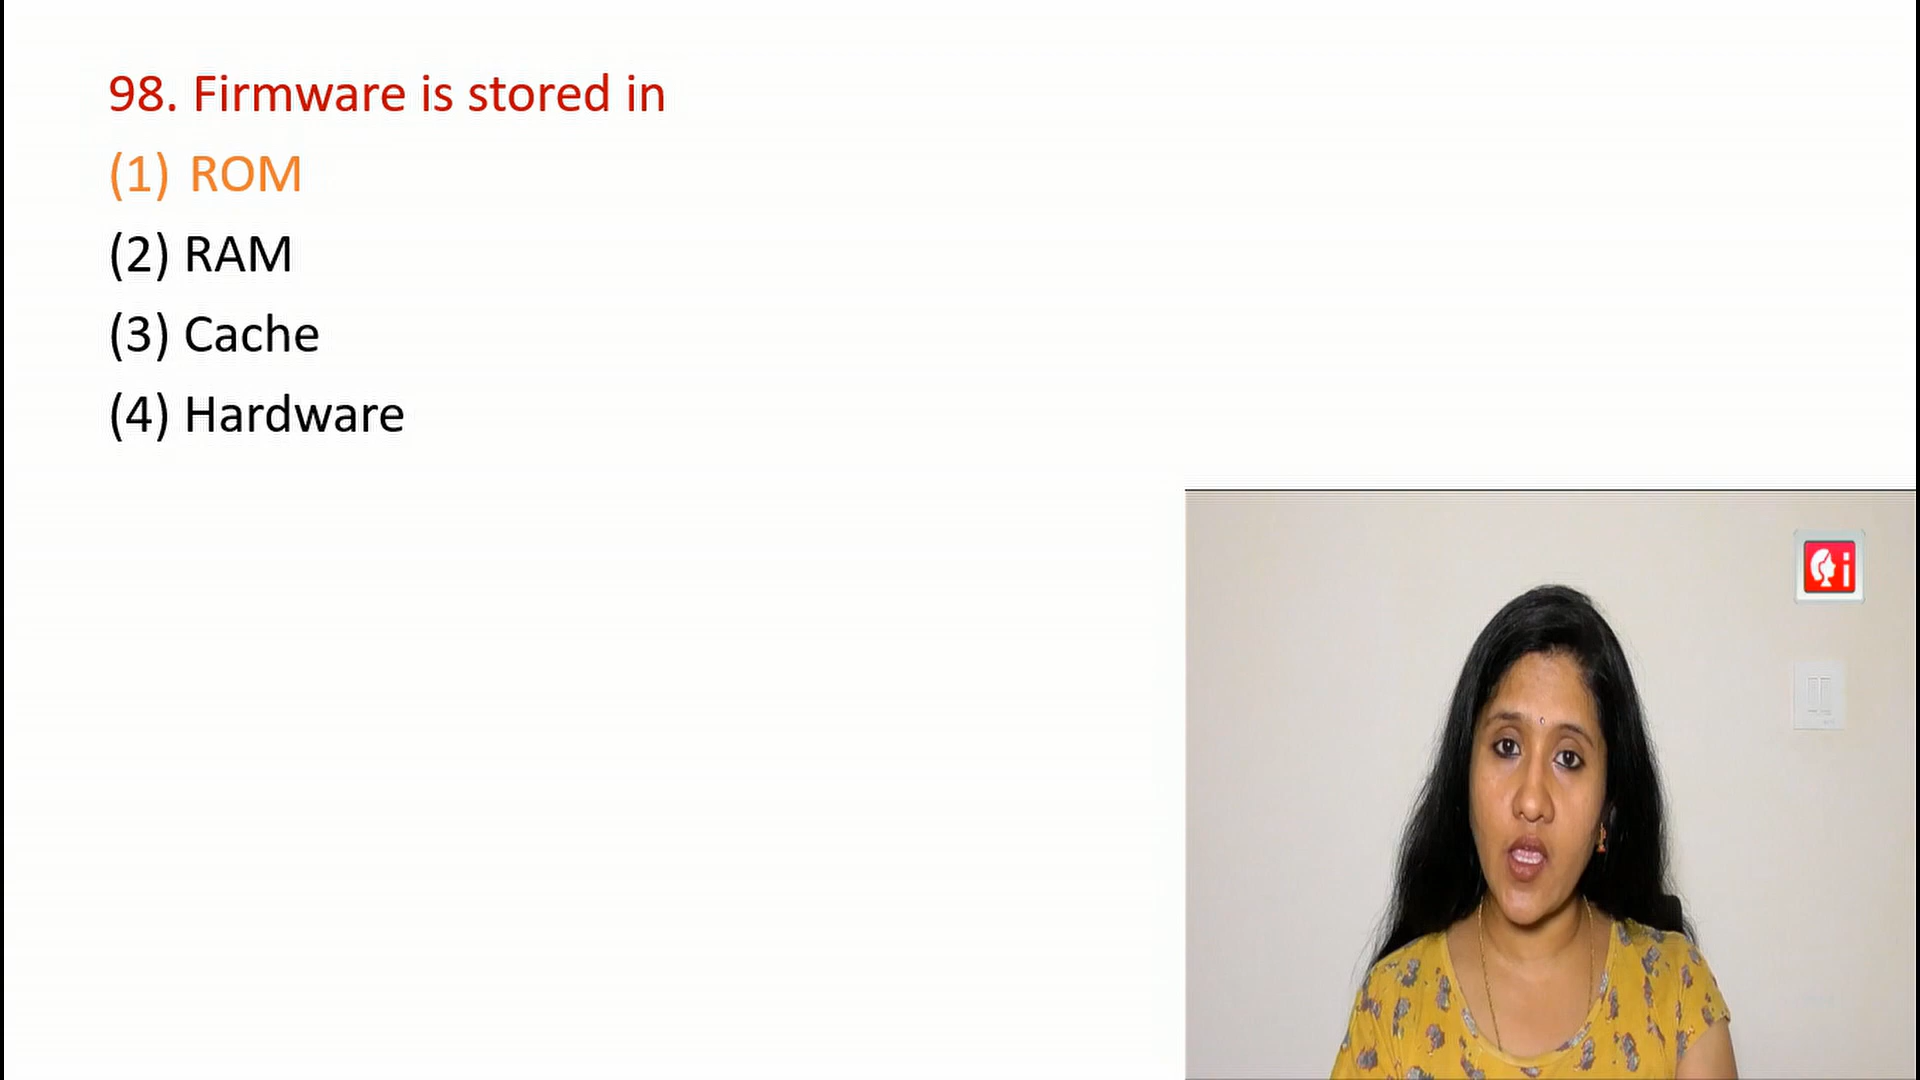 98. Firmware is stored in
(1) ROM
(2) RAM
(3) Cache
(4) Hardware
i